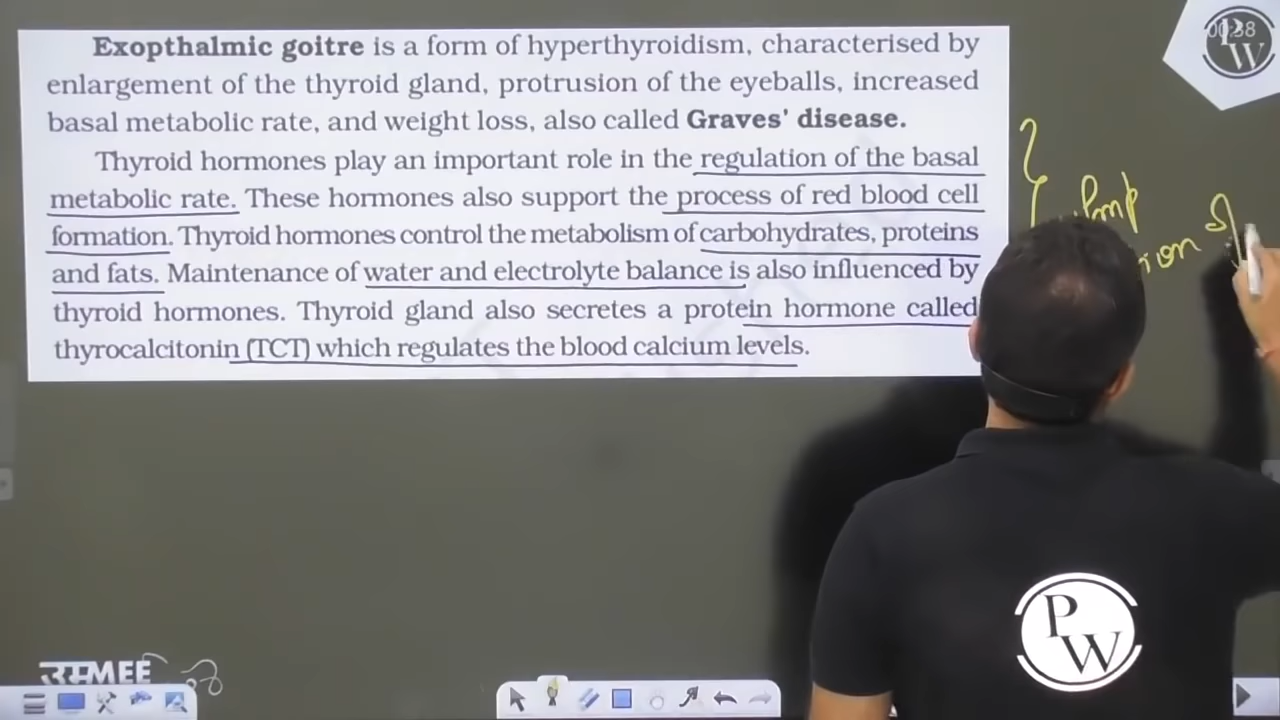 Exopthalmic goitre is a form of hyperthyroidism, characterised by
enlargement of the thyroid gland, protrusion of the eyeballs, increased
basal metabolic rate, and weight loss, also called Graves' disease.
Thyroid hormones play an important role in the regulation of the basal
metabolic rate. These hormones also support the process of red blood cell
formation. Thyroid hormones control the metabolism of carbohydrates, proteins
and fats. Maintenance of water and electrolyte balance is also influenced by
thyroid hormones. Thyroid gland also secretes a protein hormone called
thyrocalcitonin (TCT) which regulates the blood calcium levels.
PW
Imp
उम्MEE
PW